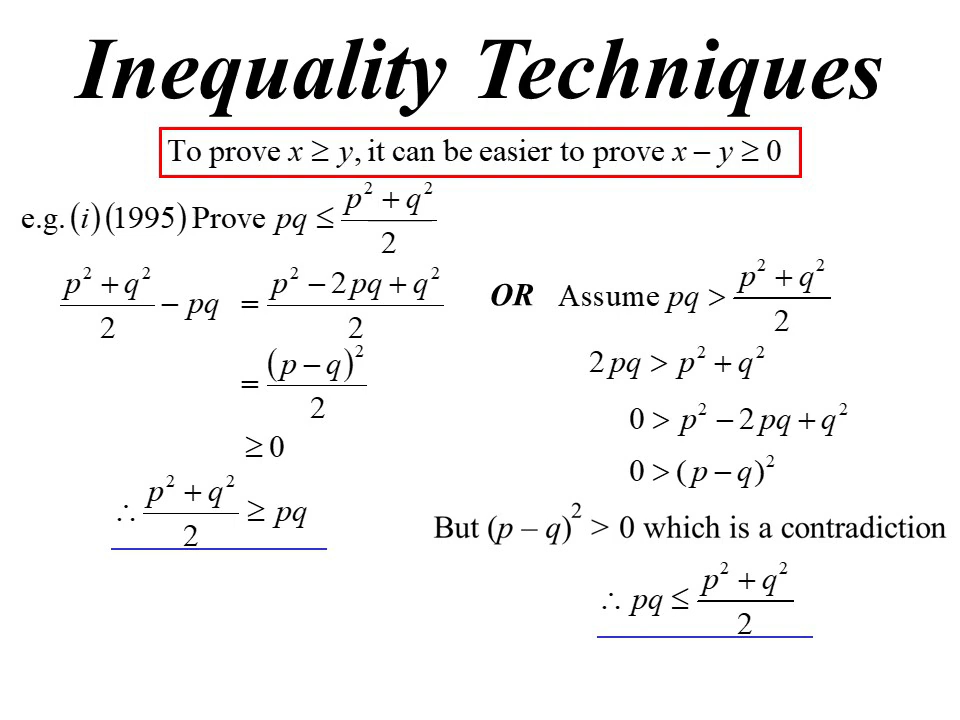 Inequality Techniques
To prove x ≥ y, it can be easier to prove x − y ≥ 0
e.g. (i) (1995) Prove pq ≤ (p² + q²)/2
(p² + q²)/2 − pq = (p² − 2pq + q²)/2
= (p − q)²/2
≥ 0
∴ (p² + q²)/2 ≥ pq
OR Assume pq > (p² + q²)/2
2pq > p² + q²
0 > p² − 2pq + q²
0 > (p − q)²
But (p – q)² > 0 which is a contradiction
∴ pq ≤ (p² + q²)/2